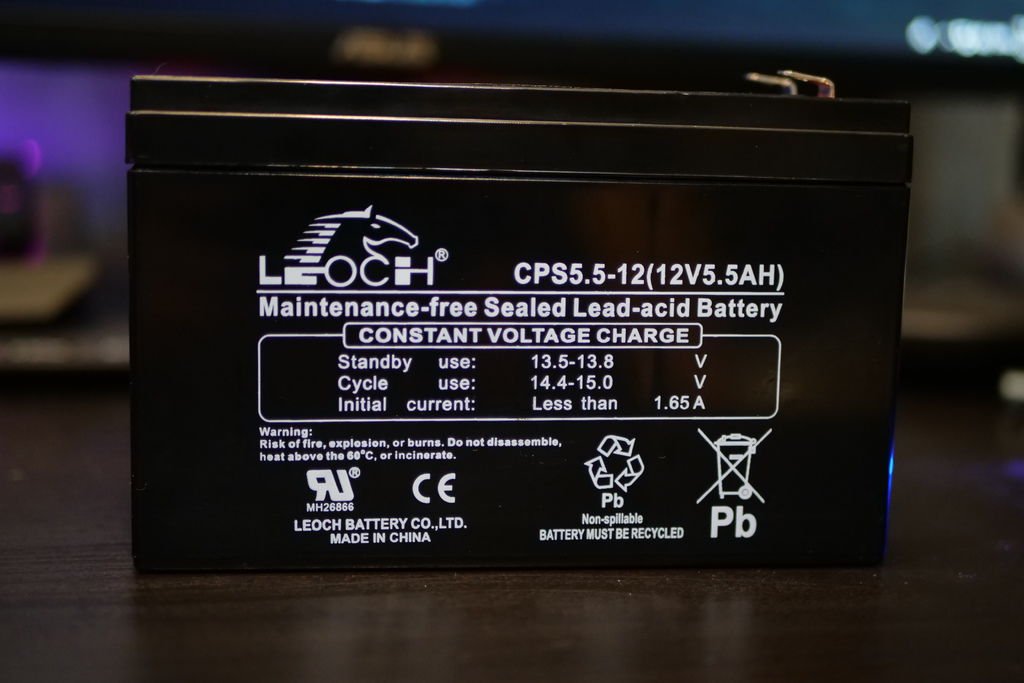 LEOCH®
CPS5.5-12(12V5.5AH)
Maintenance-free Sealed Lead-acid Battery
CONSTANT VOLTAGE CHARGE
Standby use: 13.5-13.8 V
Cycle use: 14.4-15.0 V
Initial current: Less than 1.65A
Warning:
Risk of fire, explosion, or burns. Do not disassemble,
heat above the 60°C, or incinerate.
RU®
MH26866
CE
LEOCH BATTERY CO.,LTD.
MADE IN CHINA
Pb
Non-spillable
BATTERY MUST BE RECYCLED
Pb